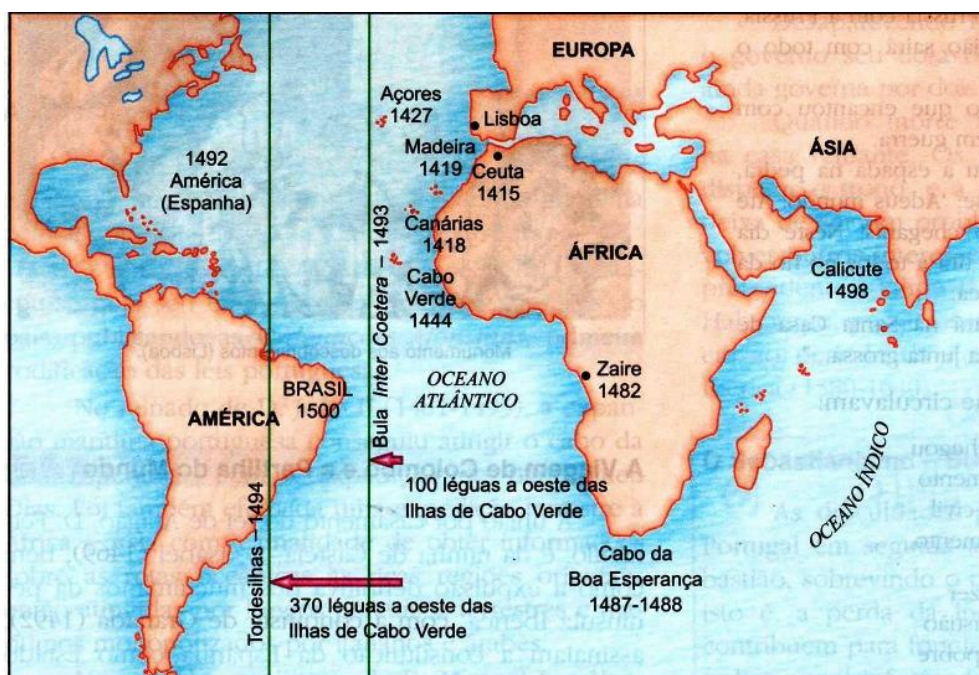 EUROPA
Açores
1427
Lisboa
Madeira
1419
Ceuta
1415
ÁSIA
1492
América
(Espanha)
Canárias
1418
ÁFRICA
Cabo
Verde
1444
Calicute
1498
Bula Inter Coetera – 1493
Zaire
1482
BRASIL
1500
OCEANO
ATLÂNTICO
AMÉRICA
100 léguas a oeste das
Ilhas de Cabo Verde
OCEANO ÍNDICO
Tordesilhas – 1494
Cabo da
Boa Esperança
1487-1488
370 léguas a oeste das
Ilhas de Cabo Verde